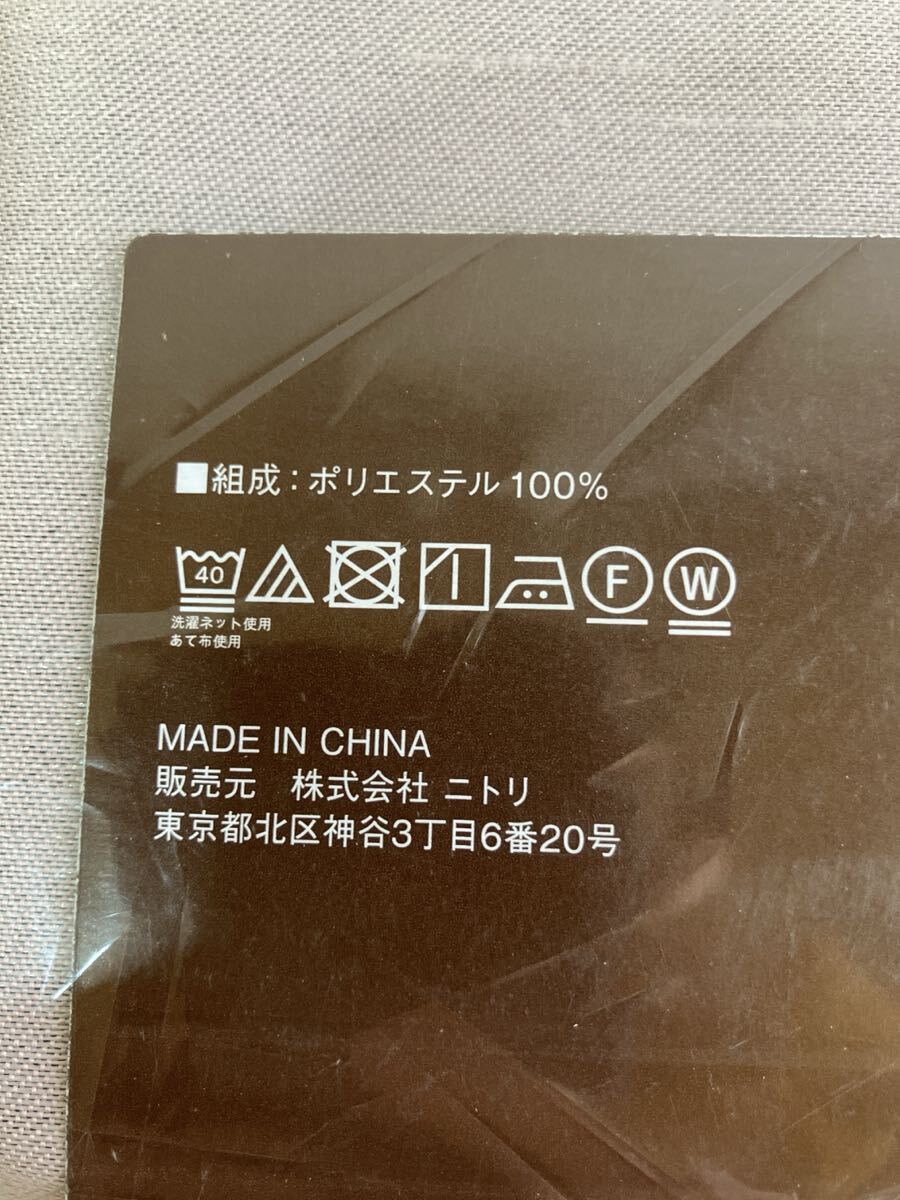 ■組成：ポリエステル 100%
40 F W
洗濯ネット使用
あて布使用
MADE IN CHINA
販売元　株式会社 ニトリ
東京都北区神谷3丁目6番20号